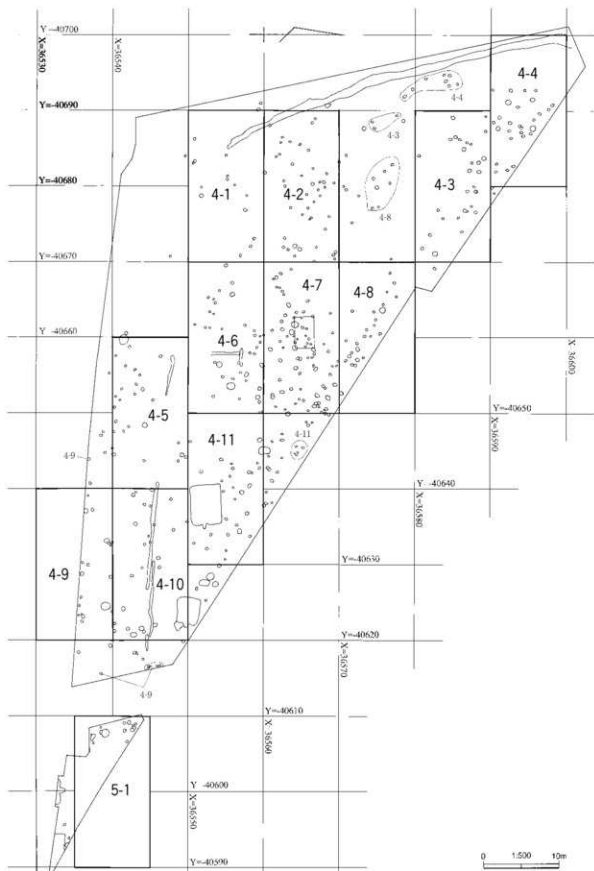 Y=-40700
X=36530
X=36540
4-4
4-4
Y=-40690
4-3
4-1
4-2
4-3
Y=-40680
4-8
Y=-40670
4-7
4-8
Y -40660
4-6
X 36600
4-5
Y=-40650
X=36590
4-11
4-11
4-9
Y -40640
X=36580
Y=-40630
4-9
4-10
Y=-40620
X=36570
4-9
Y=-40610
X- 36560
Y -40600
5-1
X=36550
Y=-40590
0 1:500 10m